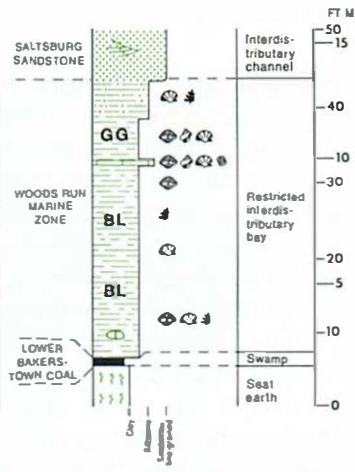 FT M
50
15
SALTSBURG
SANDSTONE
Interdis-
tributary
channel
40
GG
10
30
WOODS RUN
MARINE
ZONE
BL
Restricted
interdis-
tributary
bay
20
5
BL
10
LOWER
BAKERS-
TOWN COAL
Swamp
Seat
earth
0
Clay